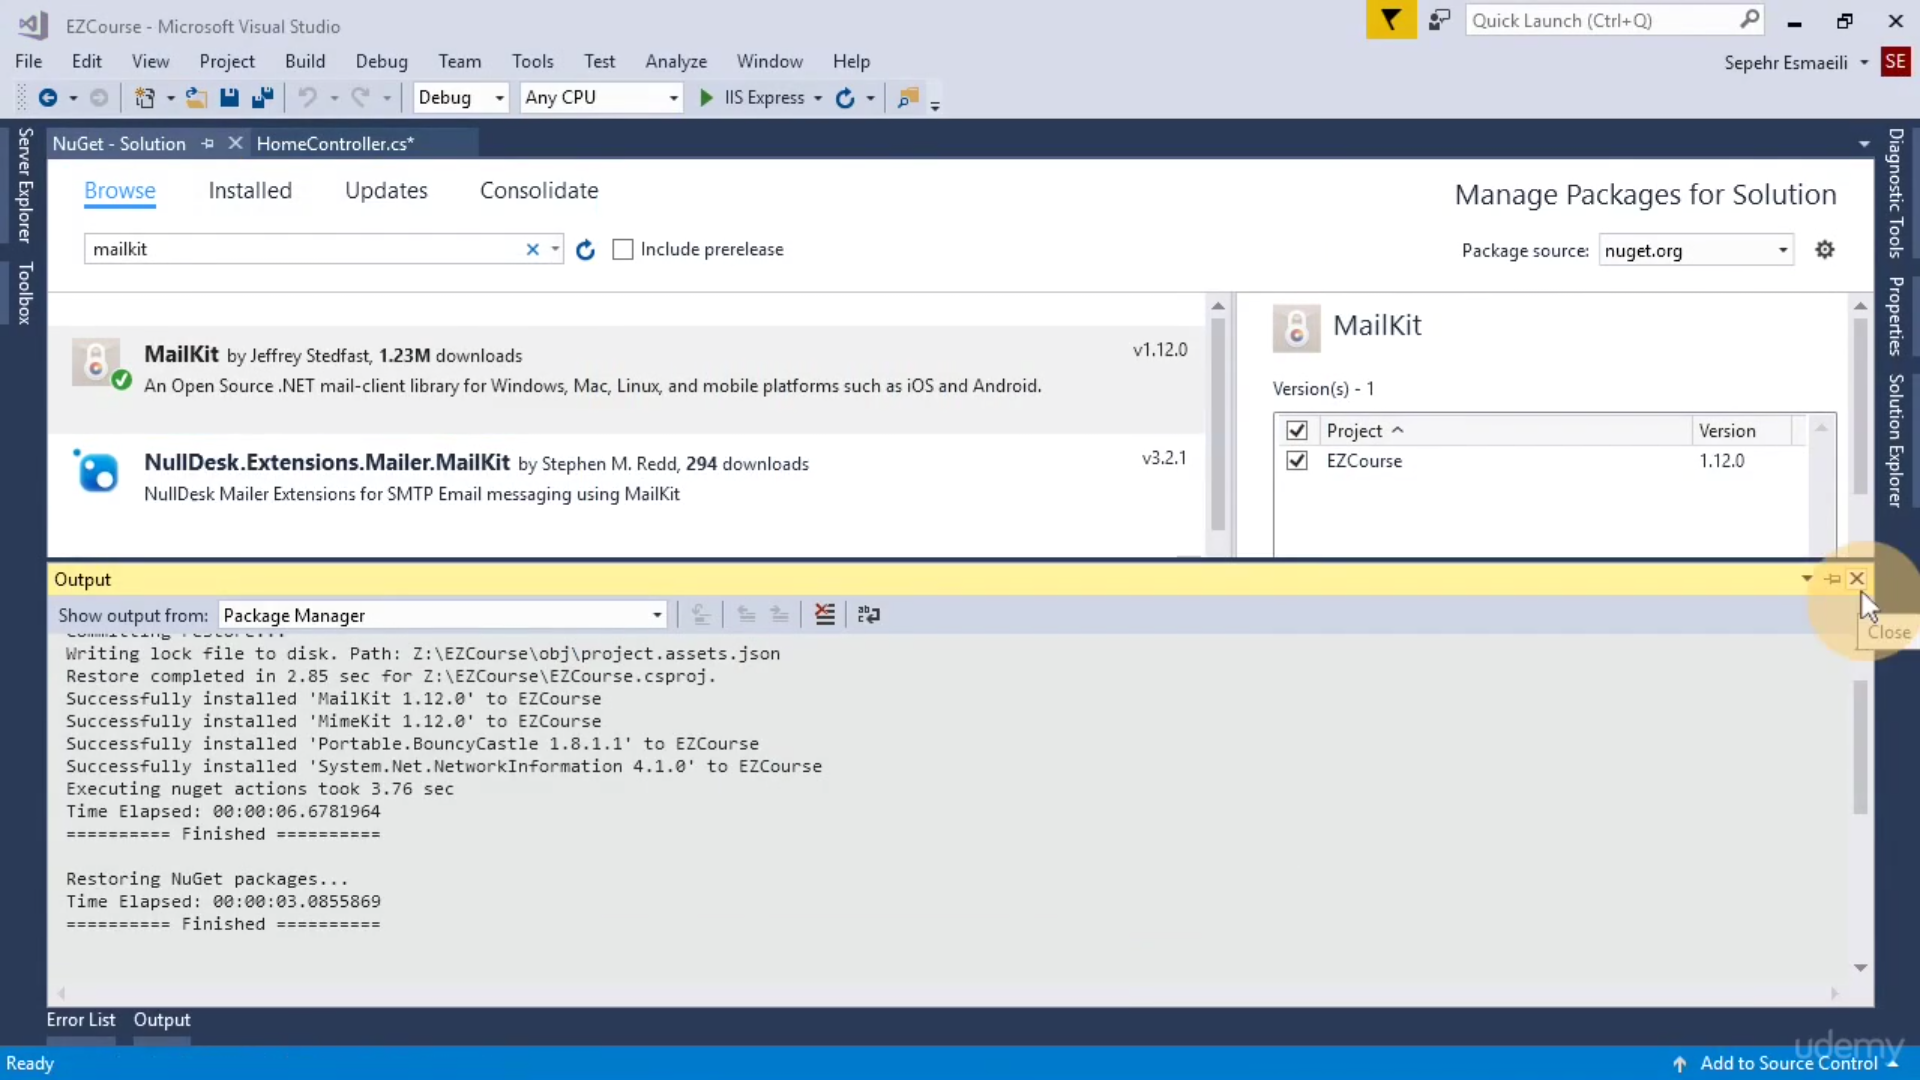 EZCourse - Microsoft Visual Studio
Quick Launch (Ctrl+Q)
File Edit View Project Build Debug Team Tools Test Analyze Window Help
Sepehr Esmaeili SE
Debug Any CPU IIS Express
Server Explorer
Toolbox
NuGet - Solution HomeController.cs*
Browse Installed Updates Consolidate
Manage Packages for Solution
mailkit
Include prerelease
Package source: nuget.org
MailKit by Jeffrey Stedfast, 1.23M downloads v1.12.0
An Open Source .NET mail-client library for Windows, Mac, Linux, and mobile platforms such as iOS and Android.
NullDesk.Extensions.Mailer.MailKit by Stephen M. Redd, 294 downloads v3.2.1
NullDesk Mailer Extensions for SMTP Email messaging using MailKit
MailKit
Version(s) - 1
Project Version
EZCourse 1.12.0
Diagnostic Tools
Properties
Solution Explorer
Output
Close
Show output from: Package Manager
Committing restore...
Writing lock file to disk. Path: Z:\EZCourse\obj\project.assets.json
Restore completed in 2.85 sec for Z:\EZCourse\EZCourse.csproj.
Successfully installed 'MailKit 1.12.0' to EZCourse
Successfully installed 'MimeKit 1.12.0' to EZCourse
Successfully installed 'Portable.BouncyCastle 1.8.1.1' to EZCourse
Successfully installed 'System.Net.NetworkInformation 4.1.0' to EZCourse
Executing nuget actions took 3.76 sec
Time Elapsed: 00:00:06.6781964
========== Finished ==========
Restoring NuGet packages...
Time Elapsed: 00:00:03.0855869
========== Finished ==========
Error List Output
Ready
Add to Source Control
udemy